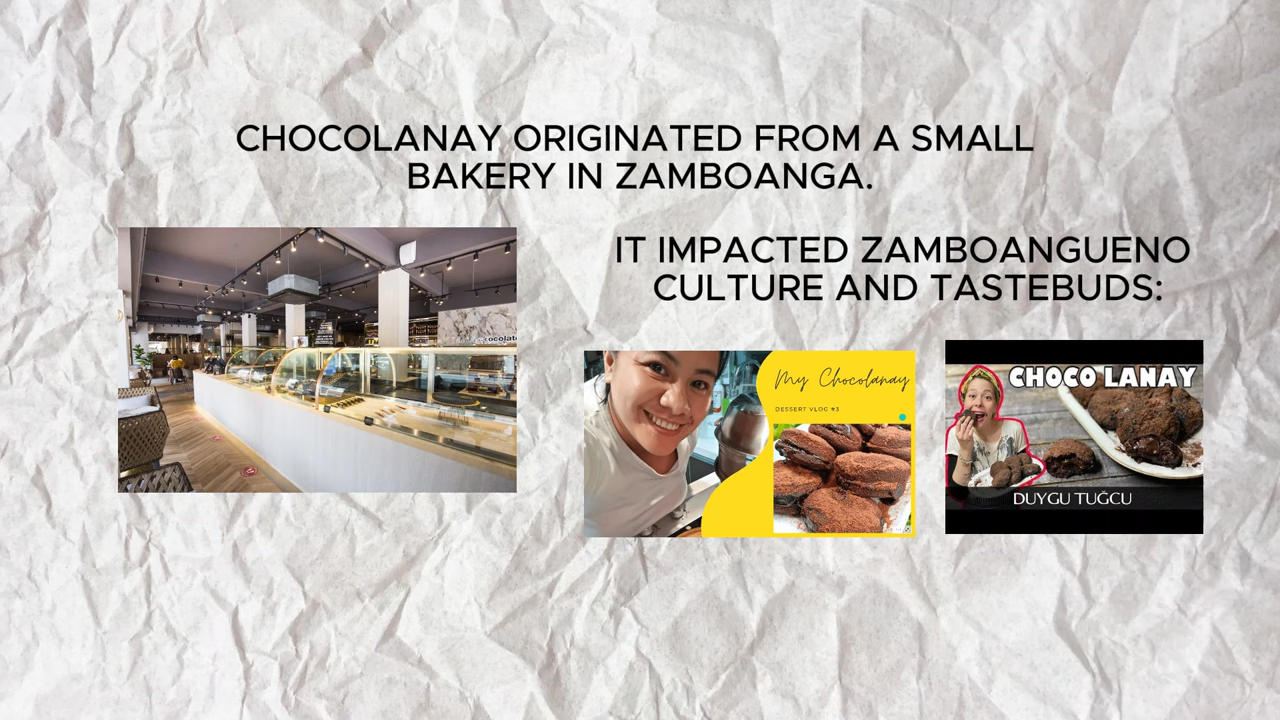 CHOCOLANAY ORIGINATED FROM A SMALL
BAKERY IN ZAMBOANGA.
IT IMPACTED ZAMBOANGUENO
CULTURE AND TASTEBUDS:
My Chocolanay
DESSERT VLOG #3
CHOCO LANAY
DUYGU TUĞCU